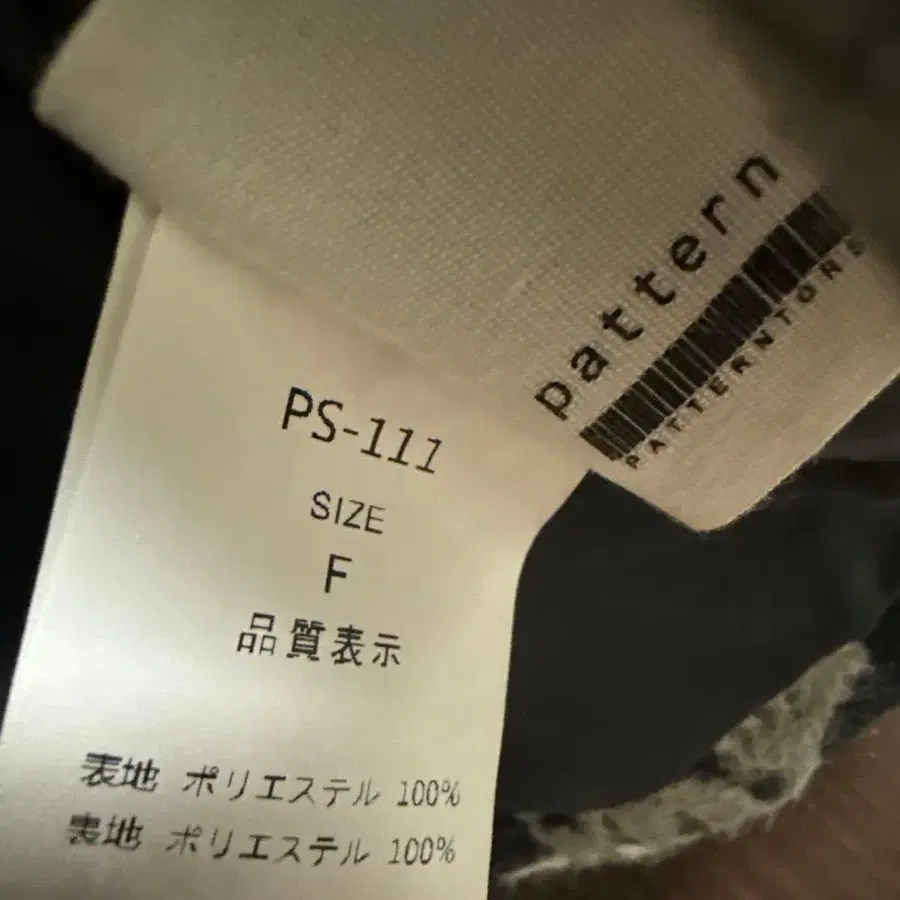 pattern
PATTERNTORS
PS-111
SIZE
F
品質表示
表地 ポリエステル 100%
裏地 ポリエステル 100%